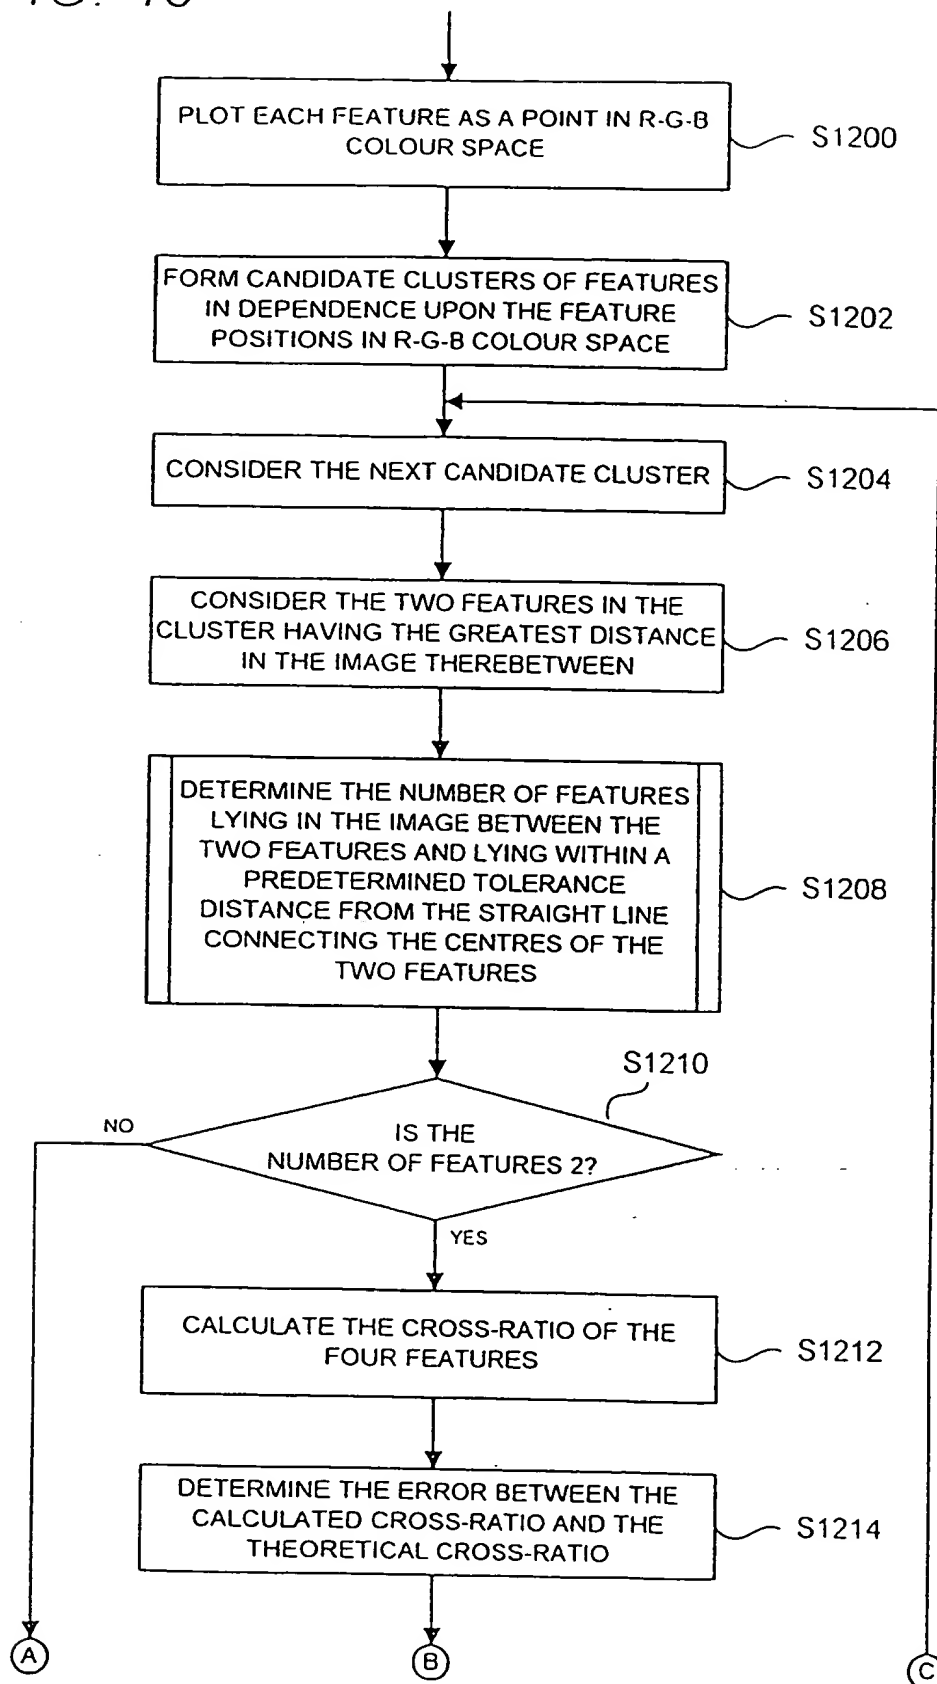 PLOT EACH FEATURE AS A POINT IN R-G-B
COLOUR SPACE
S1200
FORM CANDIDATE CLUSTERS OF FEATURES
IN DEPENDENCE UPON THE FEATURE
POSITIONS IN R-G-B COLOUR SPACE
S1202
CONSIDER THE NEXT CANDIDATE CLUSTER
S1204
CONSIDER THE TWO FEATURES IN THE
CLUSTER HAVING THE GREATEST DISTANCE
IN THE IMAGE THEREBETWEEN
S1206
DETERMINE THE NUMBER OF FEATURES
LYING IN THE IMAGE BETWEEN THE
TWO FEATURES AND LYING WITHIN A
PREDETERMINED TOLERANCE
DISTANCE FROM THE STRAIGHT LINE
CONNECTING THE CENTRES OF THE
TWO FEATURES
S1208
S1210
NO
IS THE
NUMBER OF FEATURES 2?
YES
CALCULATE THE CROSS-RATIO OF THE
FOUR FEATURES
S1212
DETERMINE THE ERROR BETWEEN THE
CALCULATED CROSS-RATIO AND THE
THEORETICAL CROSS-RATIO
S1214
A
B
C